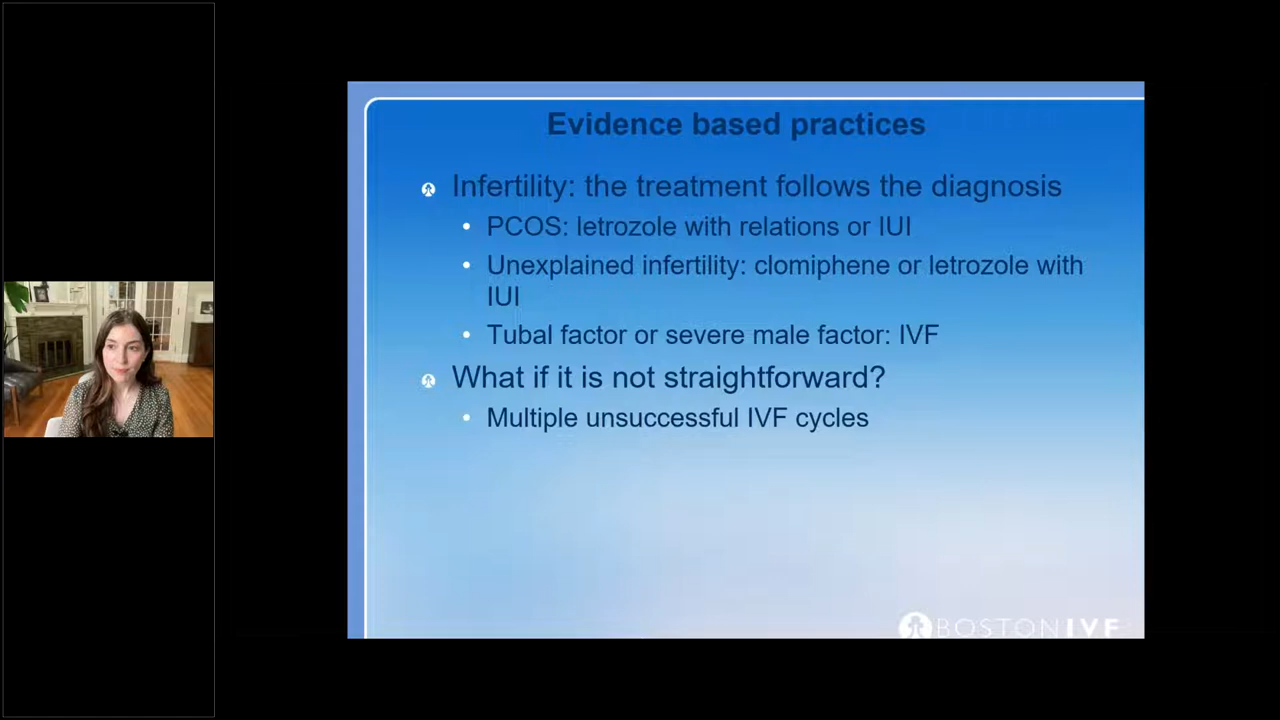 Evidence based practices
Infertility: the treatment follows the diagnosis
PCOS: letrozole with relations or IUI
Unexplained infertility: clomiphene or letrozole with
IUI
Tubal factor or severe male factor: IVF
What if it is not straightforward?
Multiple unsuccessful IVF cycles
BOSTON IVF